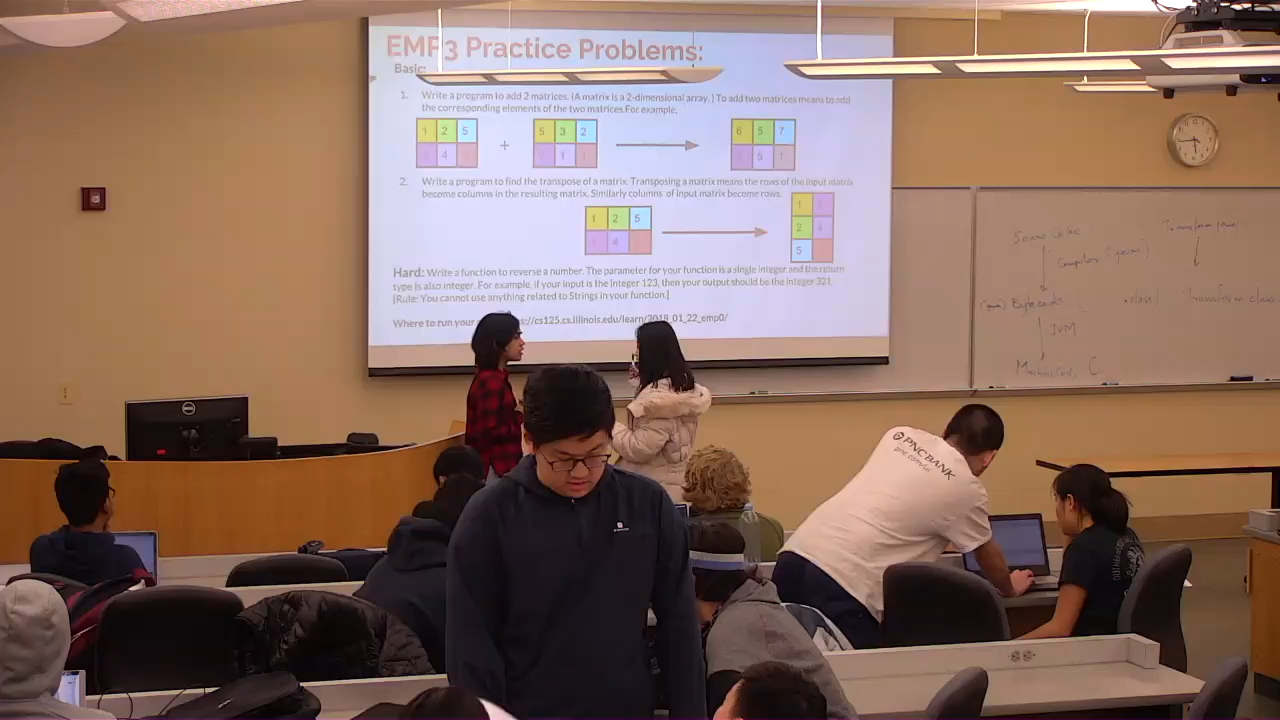 EMP3 Practice Problems:
Basic:
1. Write a program to add 2 matrices. (A matrix is a 2-dimensional array. ) To add two matrices means to add
the corresponding elements of the two matrices.For example,
1 2 5
4
+
5 3 2
1
6 5 7
5
2. Write a program to find the transpose of a matrix. Transposing a matrix means the rows of the input matrix
become columns in the resulting matrix. Similarly columns of input matrix become rows.
1 2 5
4
1
2
5
Hard: Write a function to reverse a number. The parameter for your function is a single integer and the return
type is also integer. For example, if your input is the integer 123, then your output should be the integer 321.
[Rule: You cannot use anything related to Strings in your function.]
Where to run your s://cs125.cs.illinois.edu/learn/2018_01_22_emp0/
Source Code
Compiler
Bytecode
.class
Transform class
JVM
PNC BANK
pnc.com
DELL